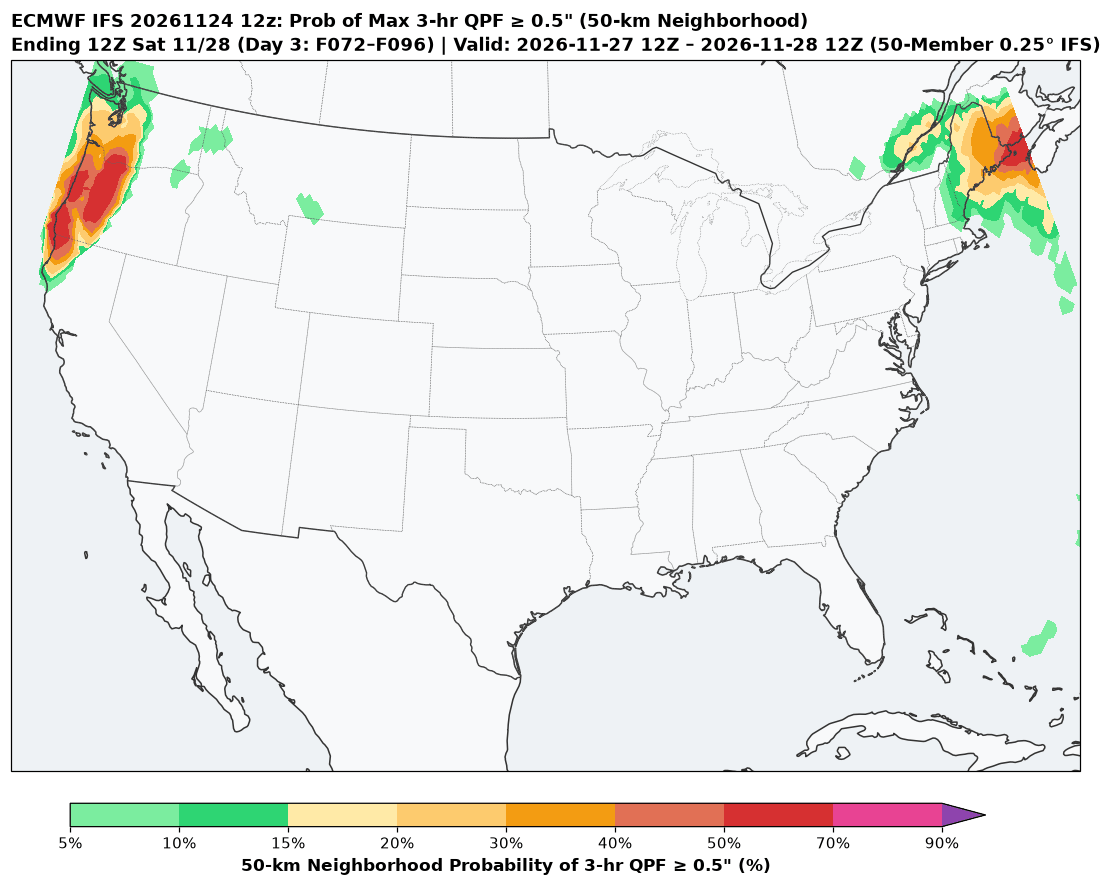 ECMWF IFS 20261124 12z: Prob of Max 3-hr QPF ≥ 0.5" (50-km Neighborhood)
Ending 12Z Sat 11/28 (Day 3: F072–F096) | Valid: 2026-11-27 12Z – 2026-11-28 12Z (50-Member 0.25° IFS)
5% 10% 15% 20% 30% 40% 50% 70% 90%
50-km Neighborhood Probability of 3-hr QPF ≥ 0.5" (%)